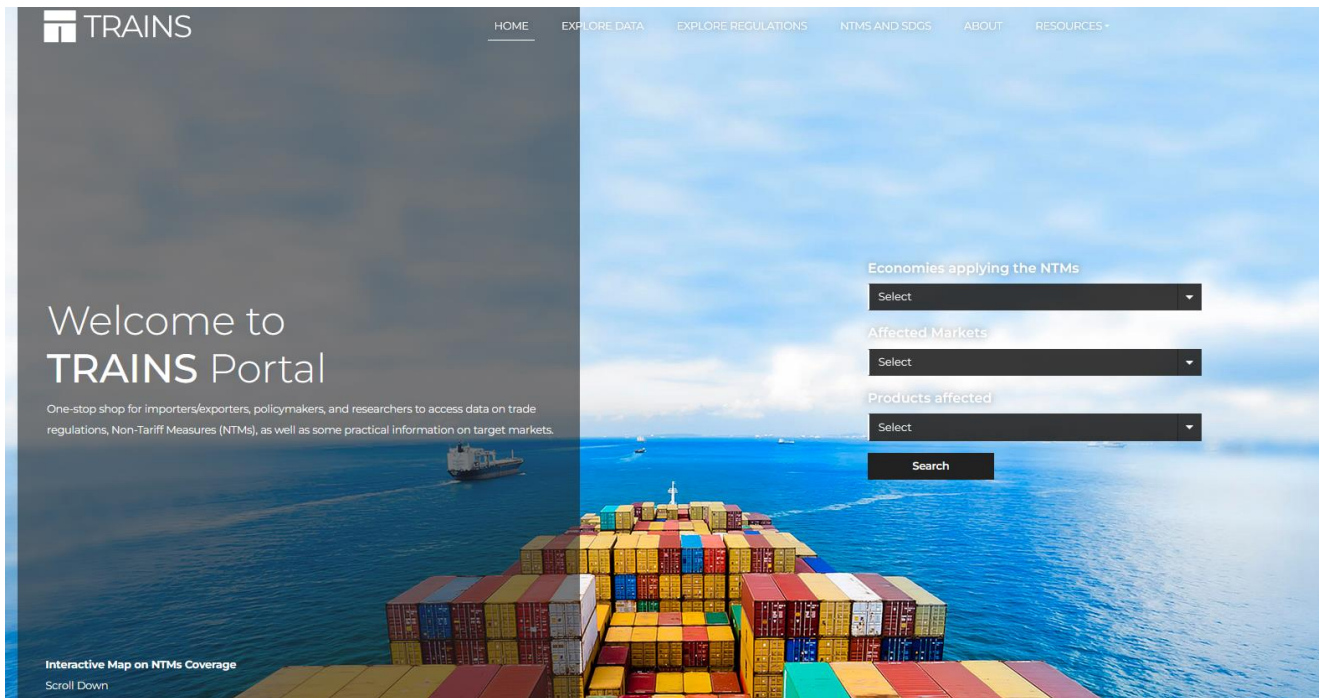 TRAINS
HOME EXPLORE DATA EXPLORE REGULATIONS NTMS AND SDGS ABOUT RESOURCES
Economies applying the NTMs
Select
Affected Markets
Select
Products affected
Select
Search
Welcome to
TRAINS Portal
One-stop shop for importers/exporters, policymakers, and researchers to access data on trade
regulations, Non-Tariff Measures (NTMs), as well as some practical information on target markets.
Interactive Map on NTMs Coverage
Scroll Down